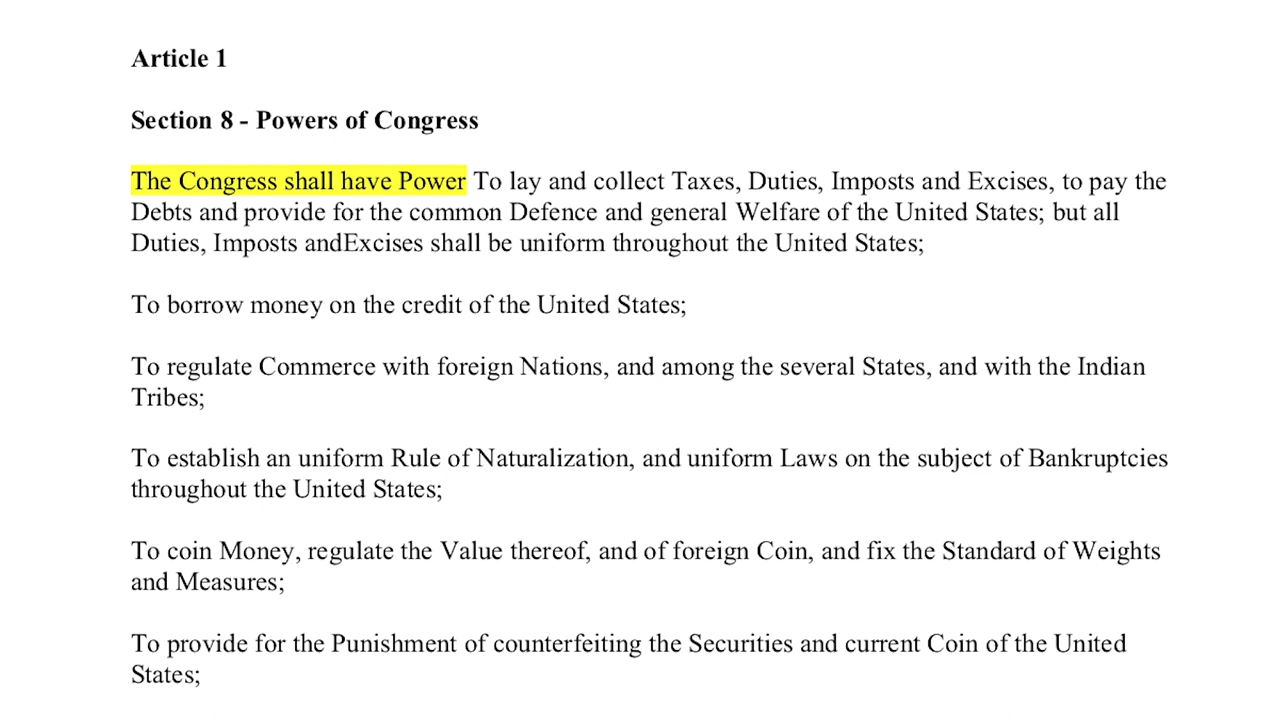 Article 1
Section 8 - Powers of Congress
The Congress shall have Power To lay and collect Taxes, Duties, Imposts and Excises, to pay the
Debts and provide for the common Defence and general Welfare of the United States; but all
Duties, Imposts andExcises shall be uniform throughout the United States;
To borrow money on the credit of the United States;
To regulate Commerce with foreign Nations, and among the several States, and with the Indian
Tribes;
To establish an uniform Rule of Naturalization, and uniform Laws on the subject of Bankruptcies
throughout the United States;
To coin Money, regulate the Value thereof, and of foreign Coin, and fix the Standard of Weights
and Measures;
To provide for the Punishment of counterfeiting the Securities and current Coin of the United
States;